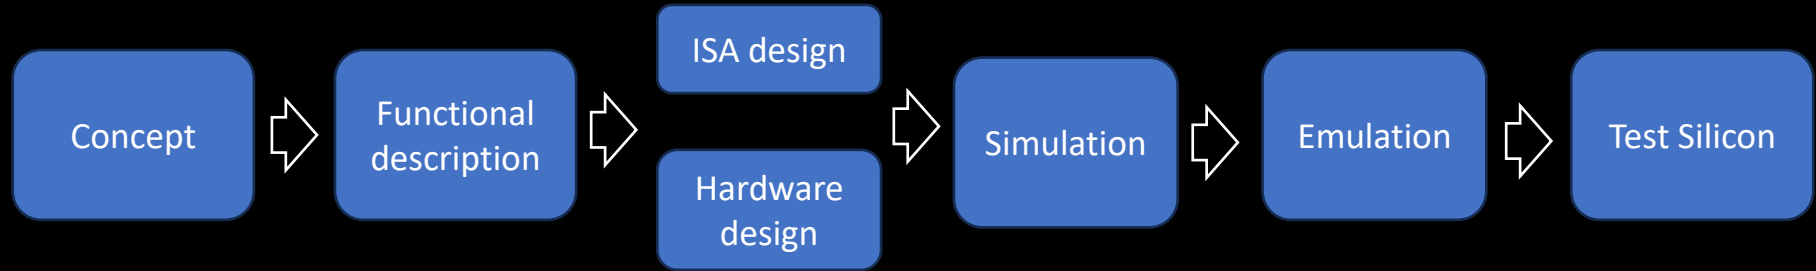 Concept
Functional
description
ISA design
Hardware
design
Simulation
Emulation
Test Silicon